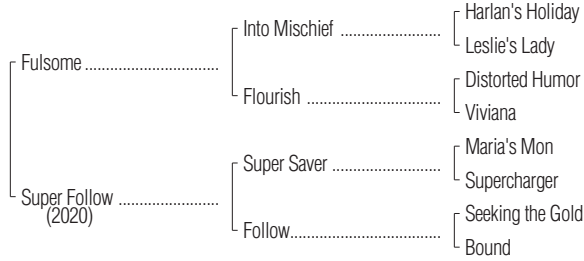 Harlan's Holiday
Into Mischief ....................
Leslie's Lady
Fulsome ...........................
Distorted Humor
Flourish ...........................
Viviana
Maria's Mon
Super Saver ......................
Supercharger
Super Follow ....................
(2020)
Seeking the Gold
Follow..............................
Bound